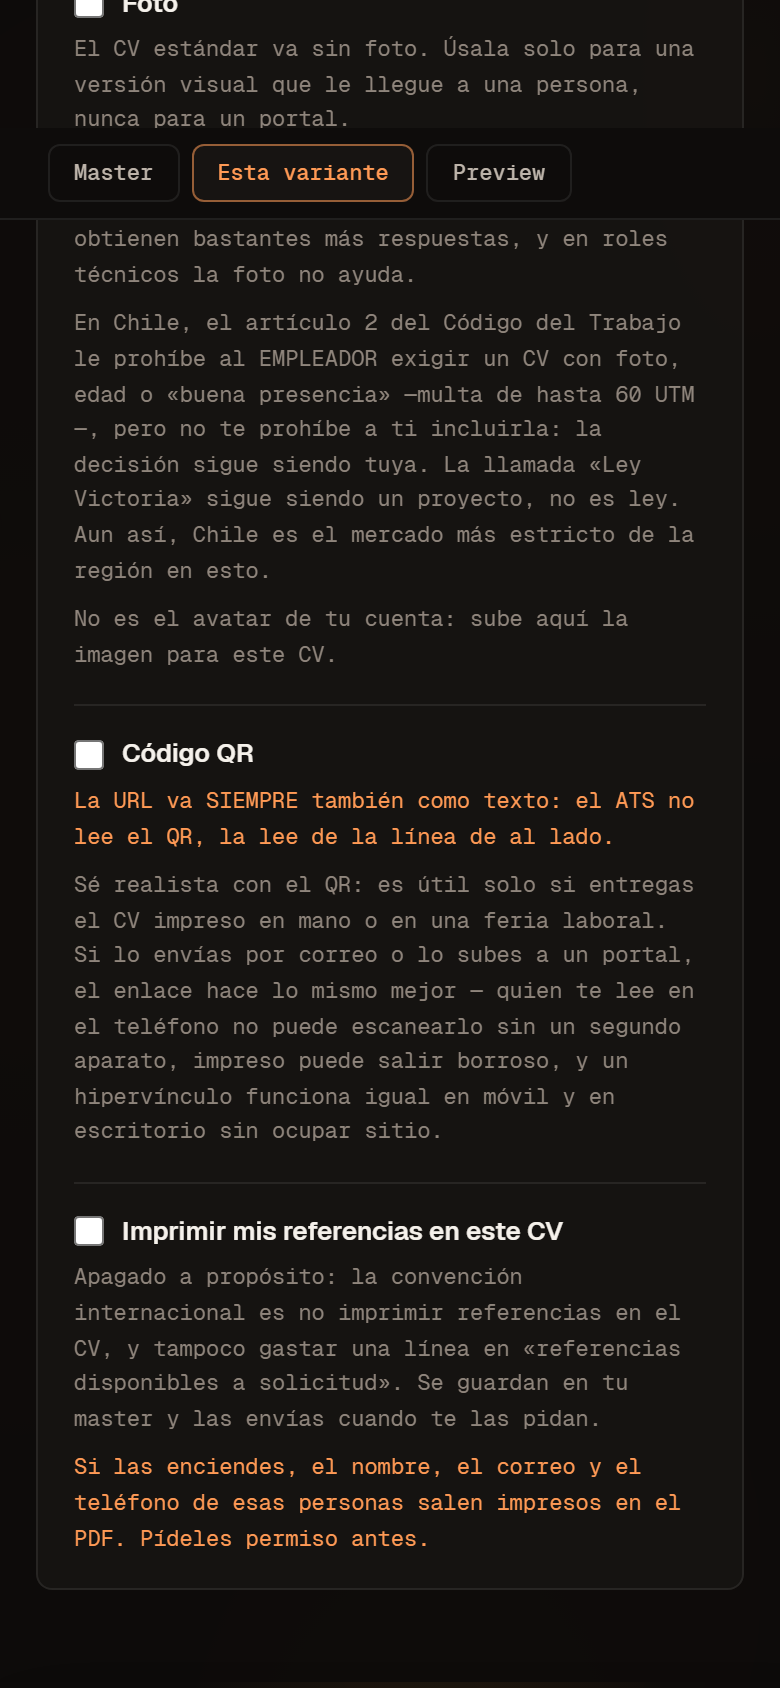 Foto
El CV estándar va sin foto. Úsala solo para una
versión visual que le llegue a una persona,
nunca para un portal.
Master
Esta variante
Preview
obtienen bastantes más respuestas, y en roles
técnicos la foto no ayuda.
En Chile, el artículo 2 del Código del Trabajo
le prohíbe al EMPLEADOR exigir un CV con foto,
edad o «buena presencia» —multa de hasta 60 UTM
—, pero no te prohíbe a ti incluirla: la
decisión sigue siendo tuya. La llamada «Ley
Victoria» sigue siendo un proyecto, no es ley.
Aun así, Chile es el mercado más estricto de la
región en esto.
No es el avatar de tu cuenta: sube aquí la
imagen para este CV.
Código QR
La URL va SIEMPRE también como texto: el ATS no
lee el QR, la lee de la línea de al lado.
Sé realista con el QR: es útil solo si entregas
el CV impreso en mano o en una feria laboral.
Si lo envías por correo o lo subes a un portal,
el enlace hace lo mismo mejor — quien te lee en
el teléfono no puede escanearlo sin un segundo
aparato, impreso puede salir borroso, y un
hipervínculo funciona igual en móvil y en
escritorio sin ocupar sitio.
Imprimir mis referencias en este CV
Apagado a propósito: la convención
internacional es no imprimir referencias en el
CV, y tampoco gastar una línea en «referencias
disponibles a solicitud». Se guardan en tu
master y las envías cuando te las pidan.
Si las enciendes, el nombre, el correo y el
teléfono de esas personas salen impresos en el
PDF. Pídeles permiso antes.